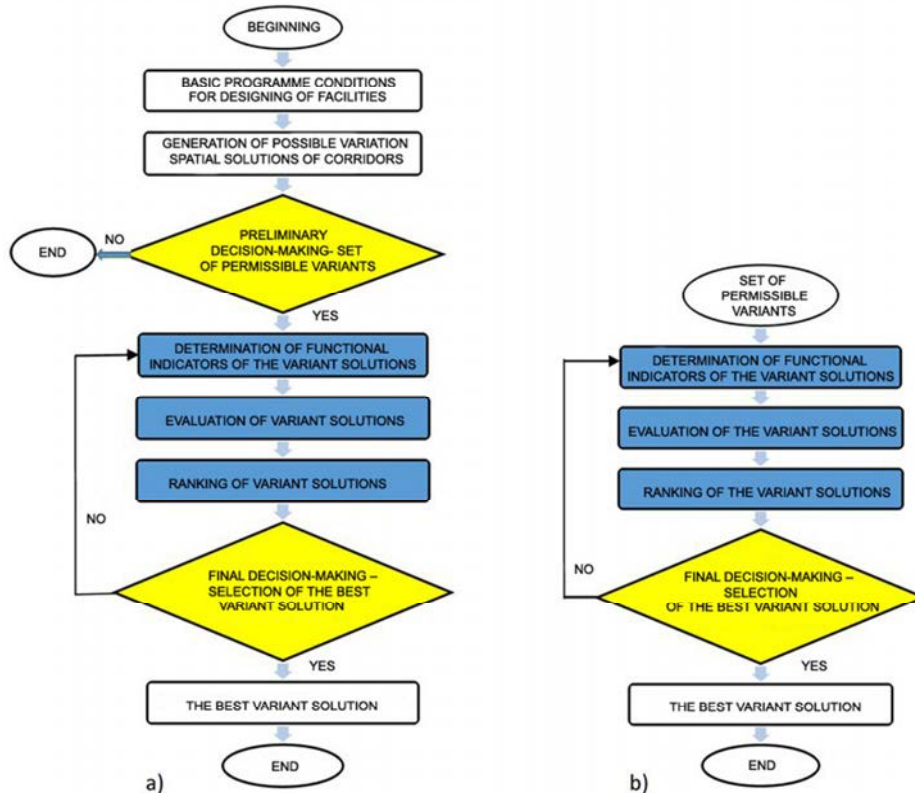 BEGINNING
BASIC PROGRAMME CONDITIONS
FOR DESIGNING OF FACILITIES
GENERATION OF POSSIBLE VARIATION
SPATIAL SOLUTIONS OF CORRIDORS
PRELIMINARY
DECISION-MAKING- SET
OF PERMISSIBLE VARIANTS
NO
END
YES
DETERMINATION OF FUNCTIONAL
INDICATORS OF THE VARIANT SOLUTIONS
EVALUATION OF VARIANT SOLUTIONS
RANKING OF VARIANT SOLUTIONS
NO
FINAL DECISION-MAKING –
SELECTION OF THE BEST
VARIANT SOLUTION
YES
THE BEST VARIANT SOLUTION
END
a)
SET OF
PERMISSIBLE
VARIANTS
DETERMINATION OF FUNCTIONAL
INDICATORS OF THE VARIANT SOLUTIONS
EVALUATION OF THE VARIANT SOLUTIONS
RANKING OF THE VARIANT SOLUTIONS
NO
FINAL DECISION-MAKING –
SELECTION
OF THE BEST VARIANT SOLUTION
YES
THE BEST VARIANT SOLUTION
END
b)